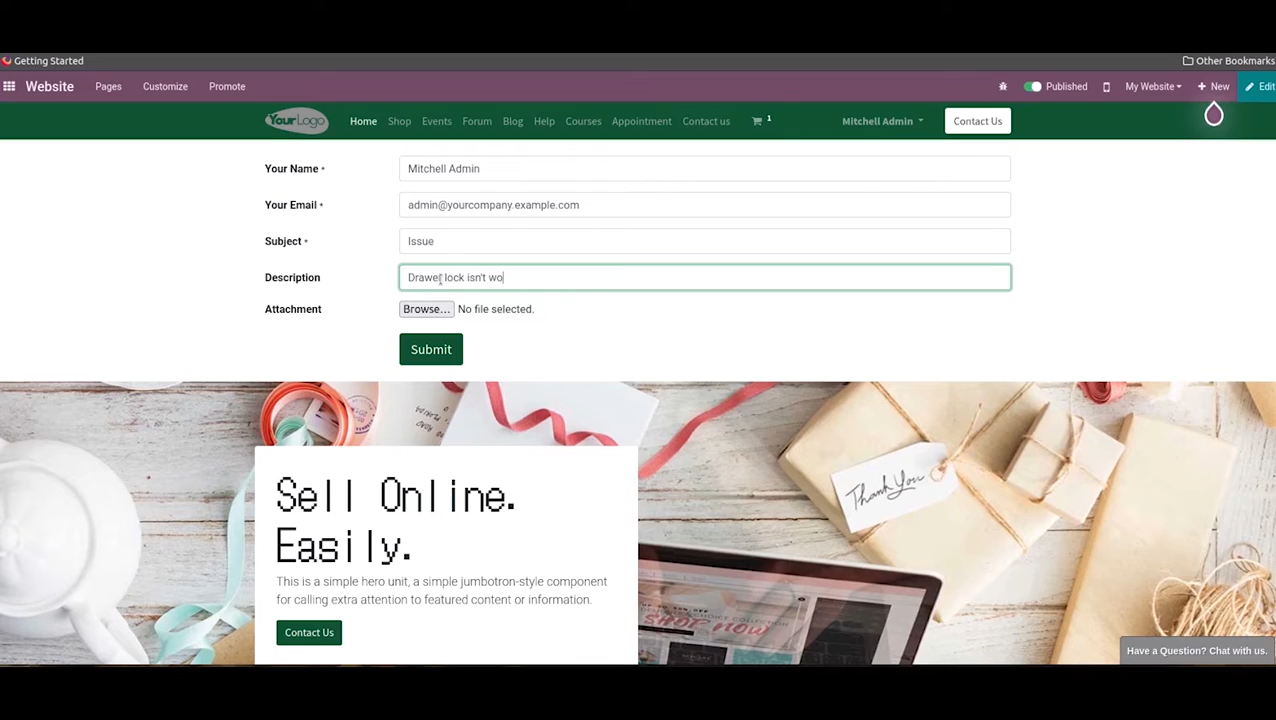 Getting Started
Other Bookmarks
Website Pages Customize Promote Published My Website + New Edit
YourLogo Home Shop Events Forum Blog Help Courses Appointment Contact us 1 Mitchell Admin Contact Us
Your Name * Mitchell Admin
Your Email * admin@yourcompany.example.com
Subject * Issue
Description Drawer lock isn't wo
Attachment Browse... No file selected.
Submit
Thank You
Sell Online.
Easily.
This is a simple hero unit, a simple jumbotron-style component
for calling extra attention to featured content or information.
SHOP NOW
Contact Us
Have a Question? Chat with us.